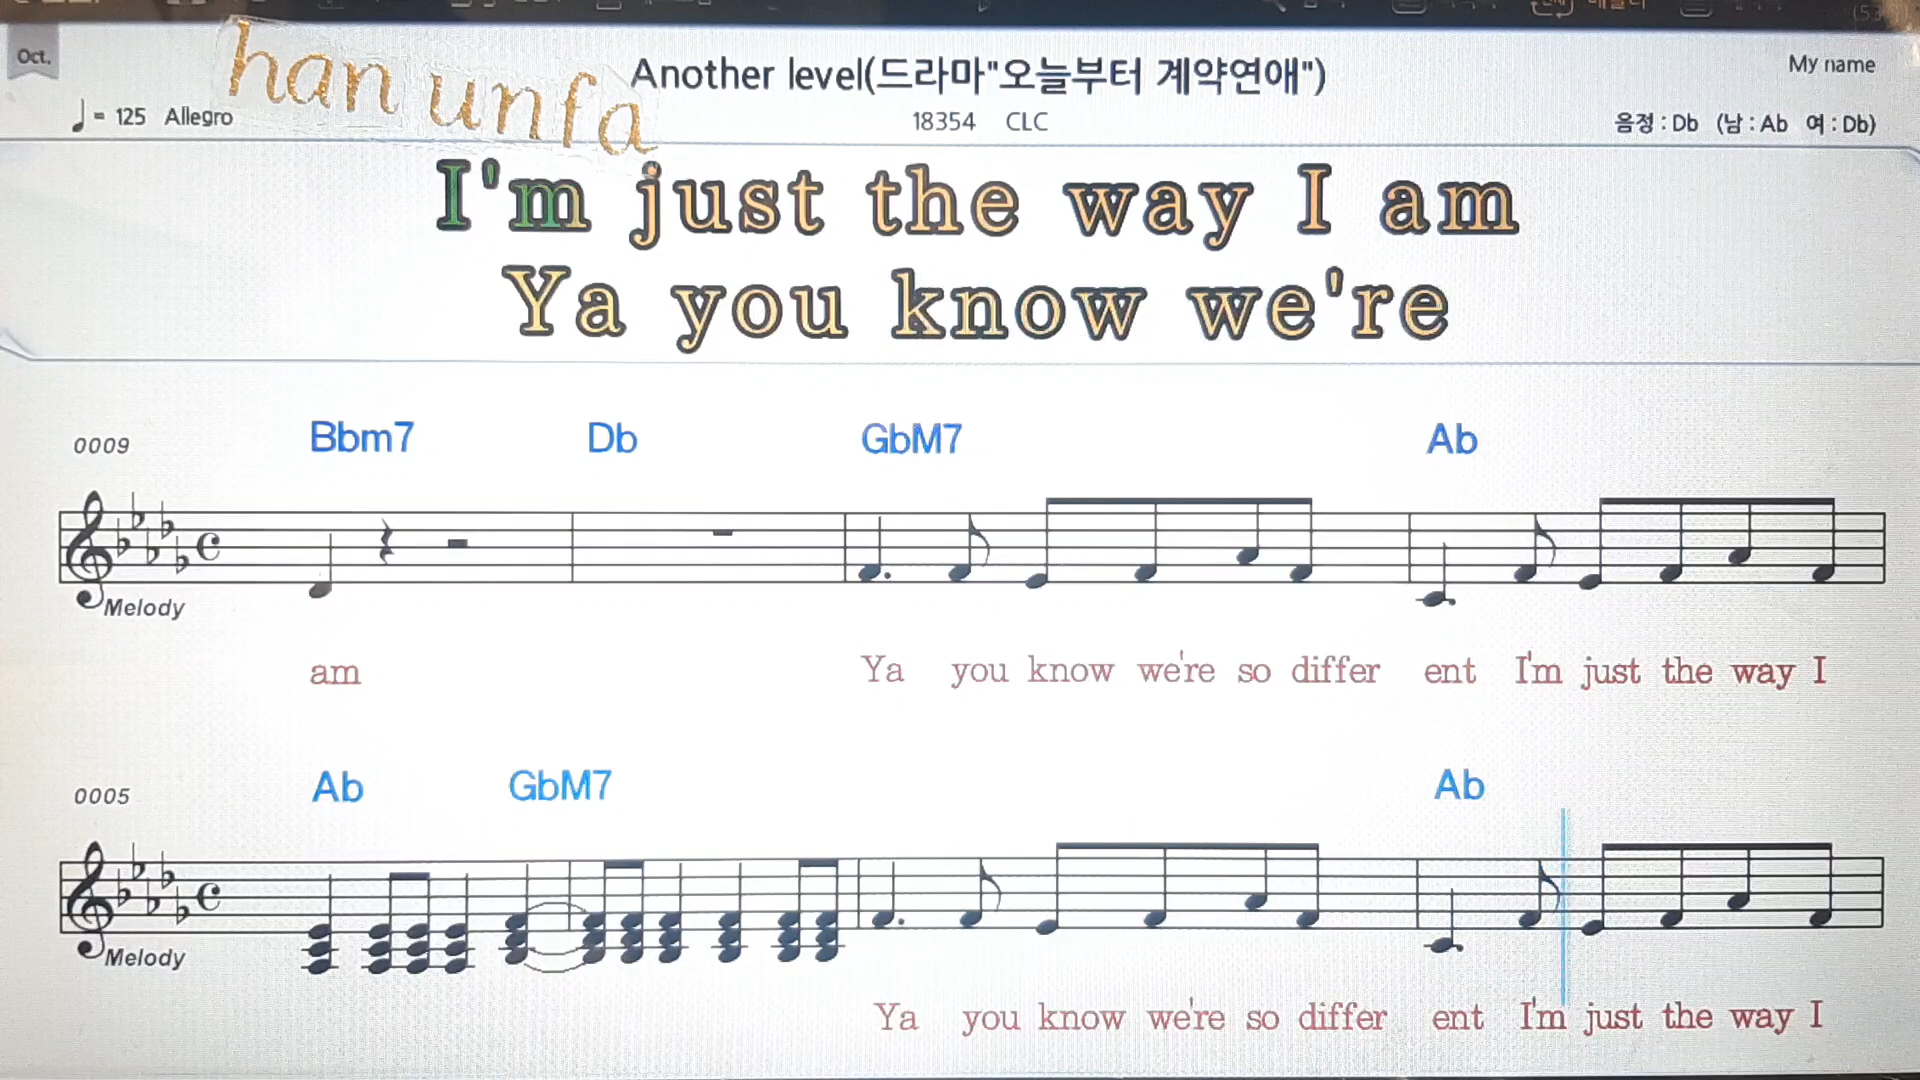 Oct.
han unfa
Another level(드라마"오늘부터 계약연애")
My name
= 125 Allegro
18354 CLC
음정 : Db (남 : Ab 여 : Db)
I'm just the way I am
Ya you know we're
0009
Bbm7 Db GbM7 Ab
Melody
am Ya you know we're so differ ent I'm just the way I
0005
Ab GbM7 Ab
Melody
Ya you know we're so differ ent I'm just the way I